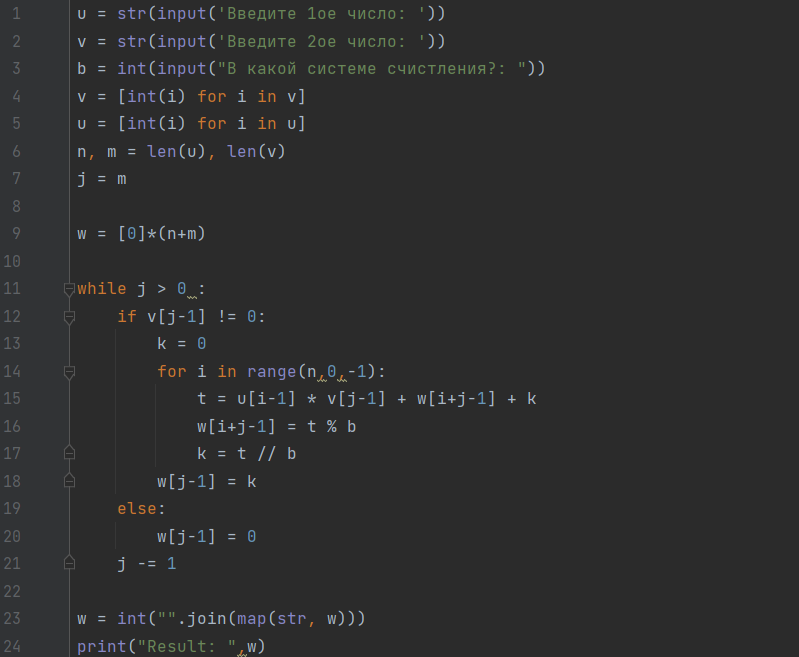 1 u = str(input('Введите 1ое число: '))
2 v = str(input('Введите 2ое число: '))
3 b = int(input("В какой системе счистления?: "))
4 v = [int(i) for i in v]
5 u = [int(i) for i in u]
6 n, m = len(u), len(v)
7 j = m
8
9 w = [0]*(n+m)
10
11 while j > 0 :
12     if v[j-1] != 0:
13         k = 0
14         for i in range(n,0,-1):
15             t = u[i-1] * v[j-1] + w[i+j-1] + k
16             w[i+j-1] = t % b
17             k = t // b
18         w[j-1] = k
19     else:
20         w[j-1] = 0
21     j -= 1
22
23 w = int("".join(map(str, w)))
24 print("Result: ",w)